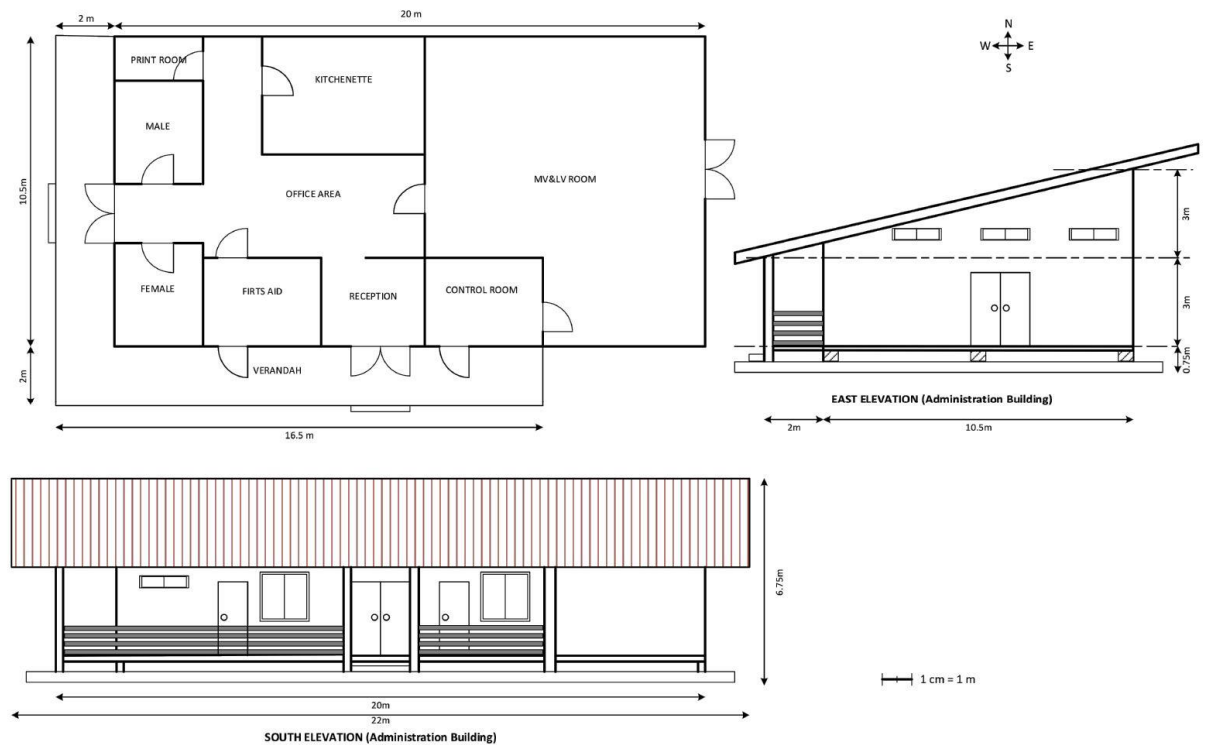 2 m
20 m
N
W E
S
PRINT ROOM
KITCHENETTE
MALE
10.5m
OFFICE AREA
MV&LV ROOM
3m
FEMALE
FIRTS AID
RECEPTION
CONTROL ROOM
3m
2m
VERANDAH
0.75m
EAST ELEVATION (Administration Building)
16.5 m
2m
10.5m
6.75m
1 cm = 1 m
20m
22m
SOUTH ELEVATION (Administration Building)